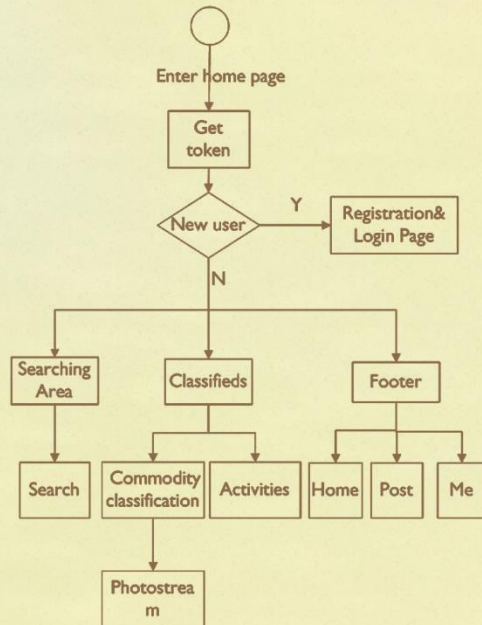 Enter home page
Get
token
New user
Y
Registration&
Login Page
N
Searching
Area
Classifieds
Footer
Search
Commodity
classification
Activities
Home
Post
Me
Photostrea
m